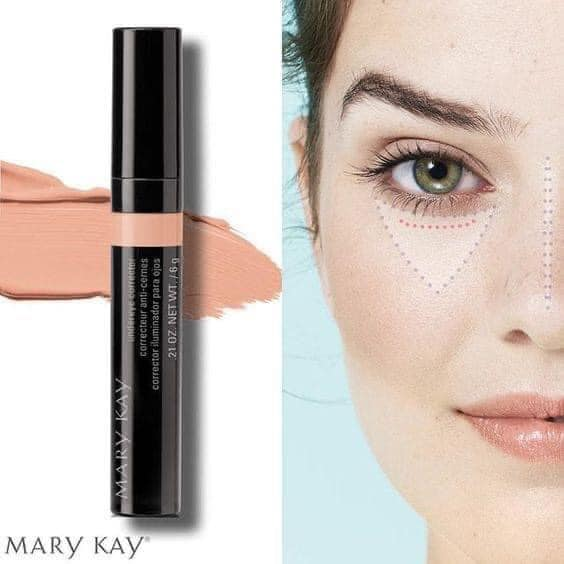 undereye corrector
correcteur anti-cernes
corrector iluminador para ojos
.21 OZ. NET WT. / 6 g
MARY KAY
MARY KAY®